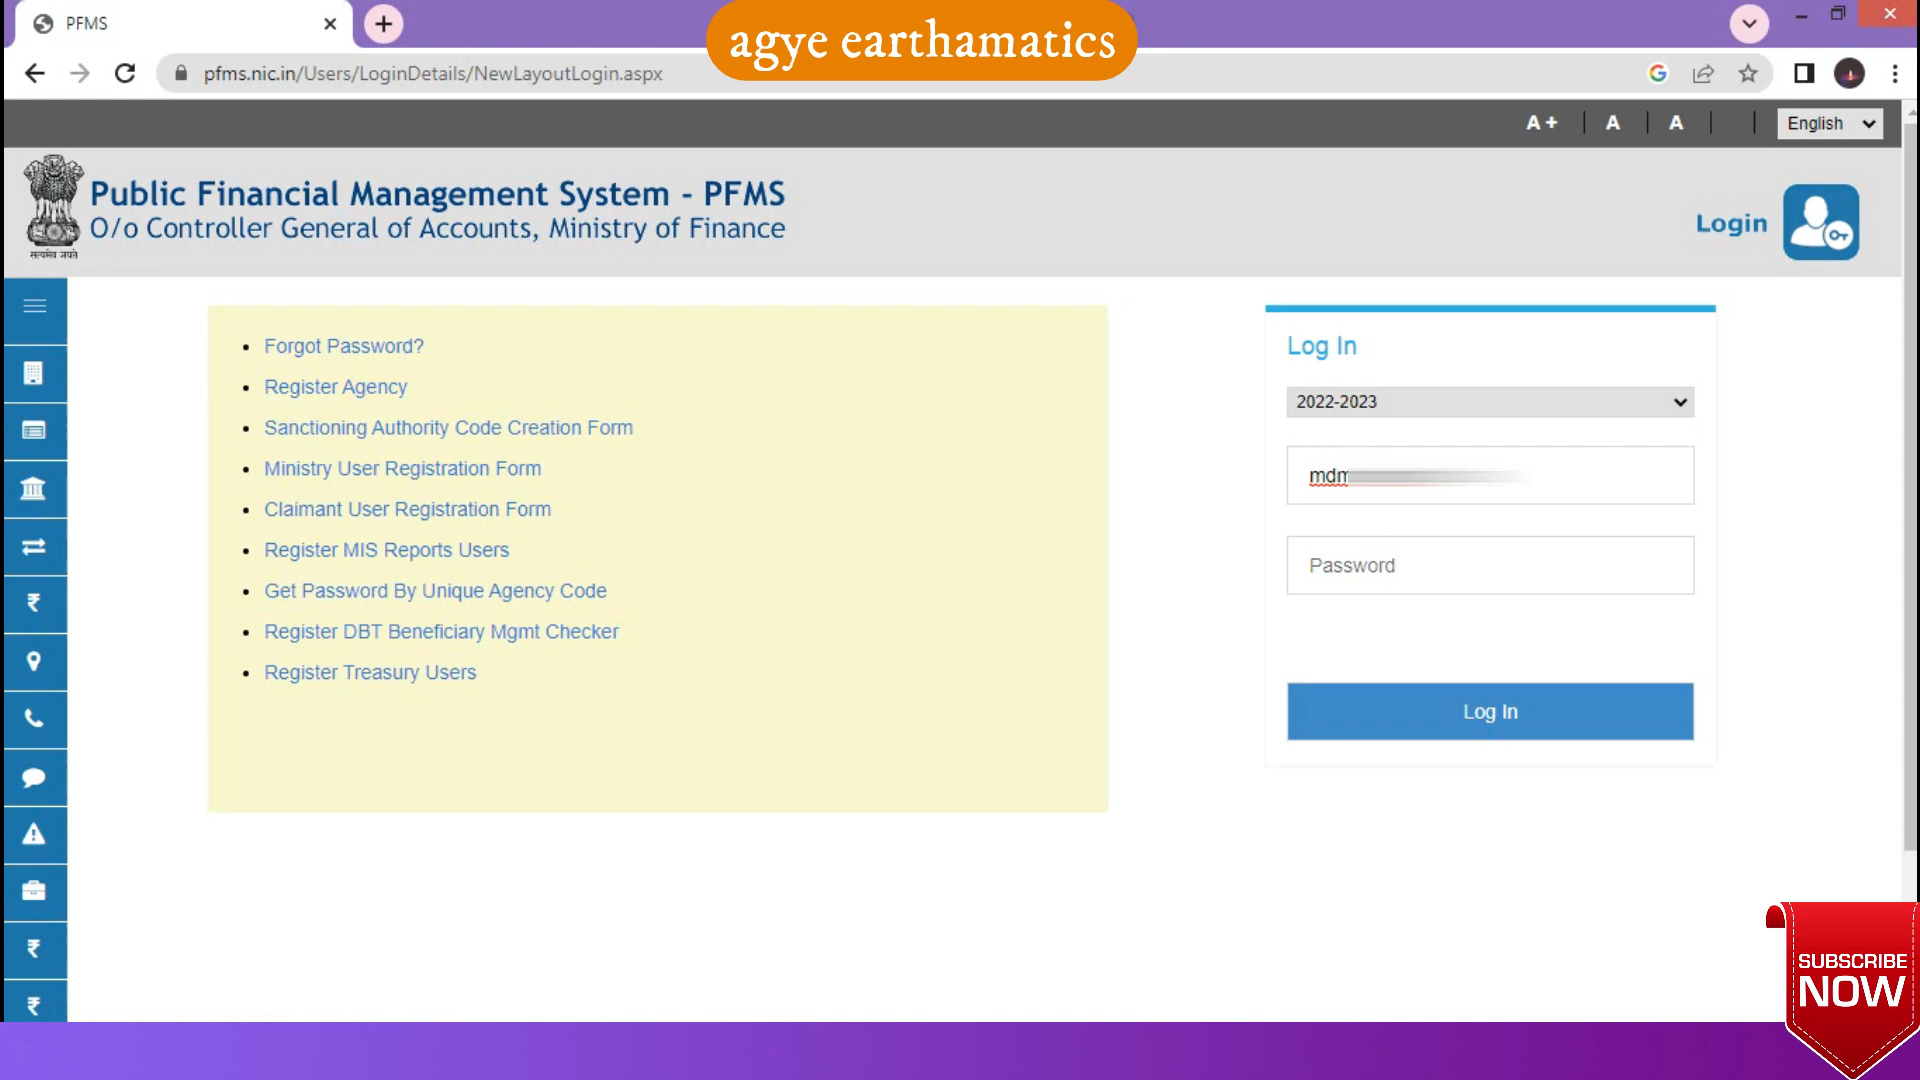 PFMS
agye earthamatics
pfms.nic.in/Users/LoginDetails/NewLayoutLogin.aspx
A+ A A English
Public Financial Management System - PFMS
O/o Controller General of Accounts, Ministry of Finance
सत्यमेव जयते
Login
Forgot Password?
Register Agency
Sanctioning Authority Code Creation Form
Ministry User Registration Form
Claimant User Registration Form
Register MIS Reports Users
Get Password By Unique Agency Code
Register DBT Beneficiary Mgmt Checker
Register Treasury Users
Log In
2022-2023
mdm
Password
Log In
SUBSCRIBE
NOW